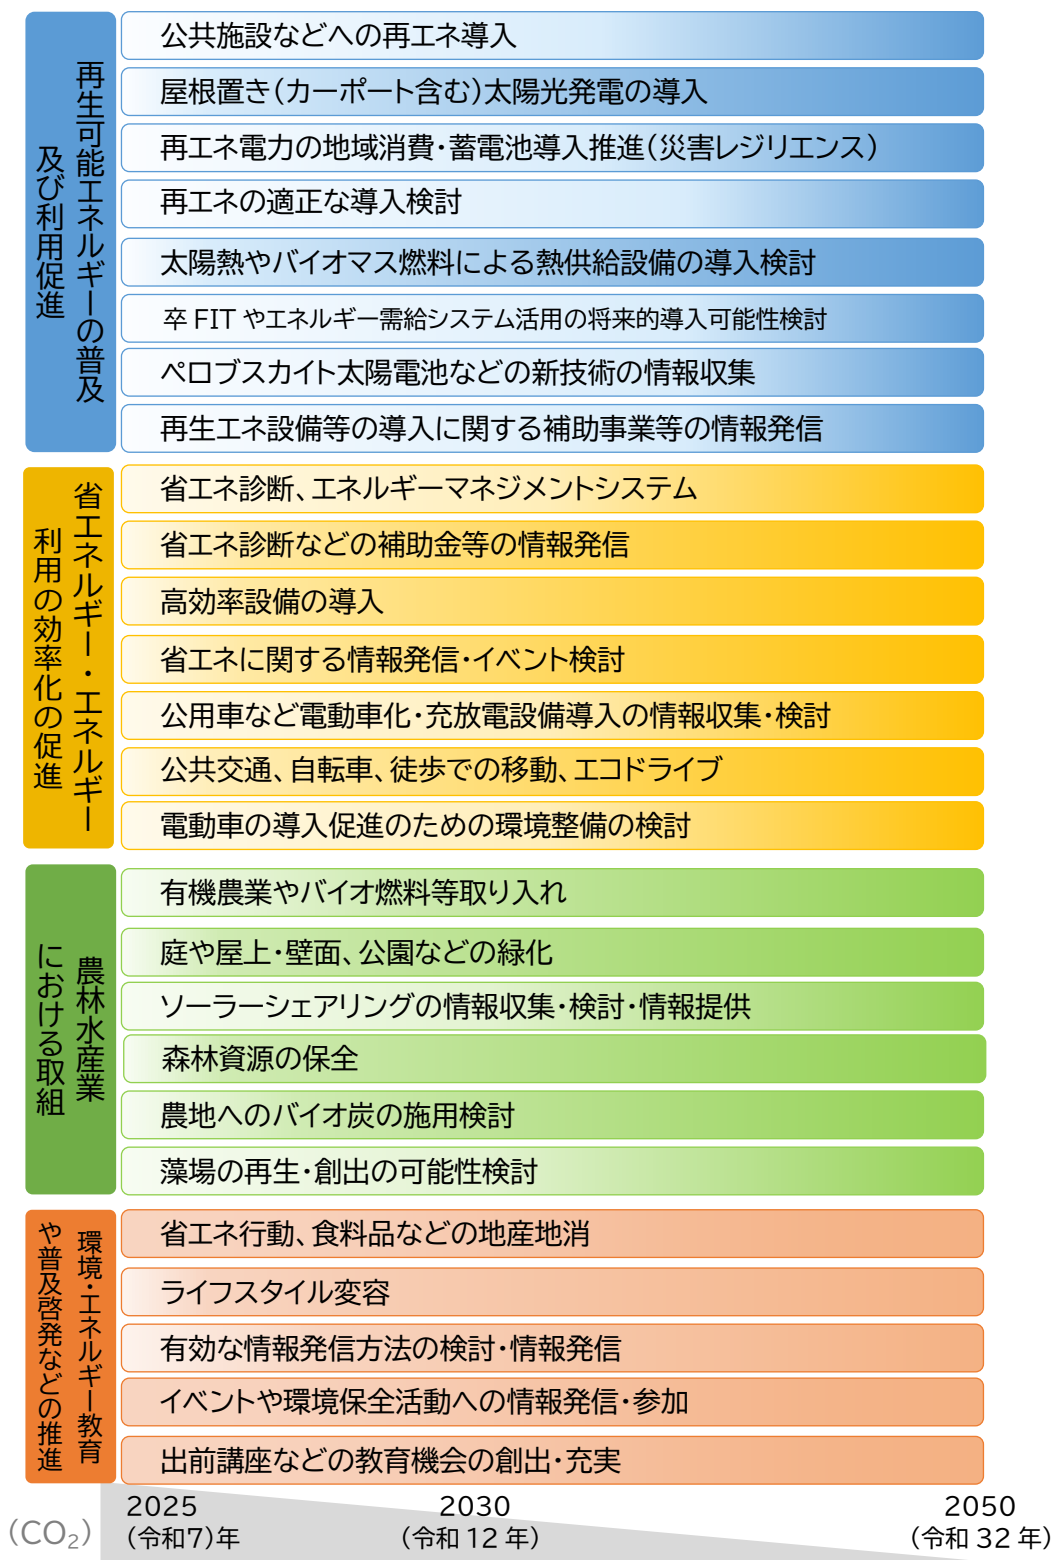 再生可能エネルギーの普及
及び利用促進
公共施設などへの再エネ導入
屋根置き（カーポート含む）太陽光発電の導入
再エネ電力の地域消費・蓄電池導入推進（災害レジリエンス）
再エネの適正な導入検討
太陽熱やバイオマス燃料による熱供給設備の導入検討
卒 FIT やエネルギー需給システム活用の将来的導入可能性検討
ペロブスカイト太陽電池などの新技術の情報収集
再生エネ設備等の導入に関する補助事業等の情報発信
省エネルギー・エネルギー
利用の効率化の促進
省エネ診断、エネルギーマネジメントシステム
省エネ診断などの補助金等の情報発信
高効率設備の導入
省エネに関する情報発信・イベント検討
公用車など電動車化・充放電設備導入の情報収集・検討
公共交通、自転車、徒歩での移動、エコドライブ
電動車の導入促進のための環境整備の検討
農林水産業
における取組
有機農業やバイオ燃料等取り入れ
庭や屋上・壁面、公園などの緑化
ソーラーシェアリングの情報収集・検討・情報提供
森林資源の保全
農地へのバイオ炭の施用検討
藻場の再生・創出の可能性検討
環境・エネルギー教育
や普及啓発などの推進
省エネ行動、食料品などの地産地消
ライフスタイル変容
有効な情報発信方法の検討・情報発信
イベントや環境保全活動への情報発信・参加
出前講座などの教育機会の創出・充実
（CO₂）
2025
（令和7）年
2030
（令和 12 年）
2050
（令和 32 年）